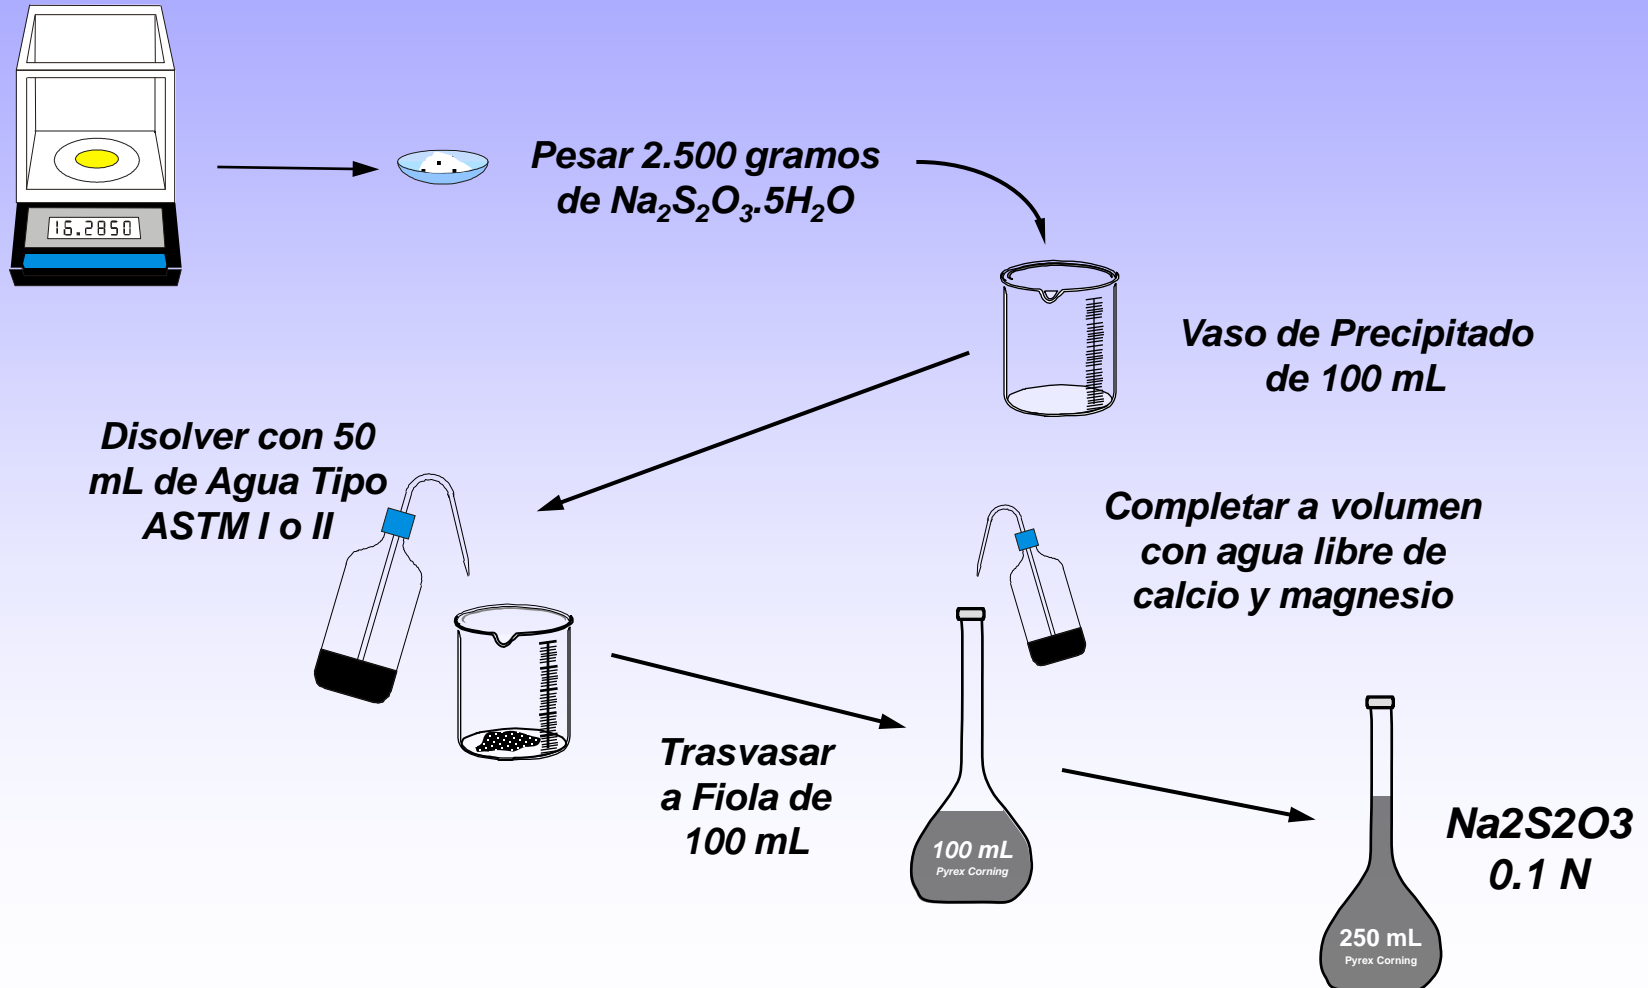 16.2850
Pesar 2.500 gramos
de Na₂S₂O₃.5H₂O
Vaso de Precipitado
de 100 mL
Disolver con 50
mL de Agua Tipo
ASTM I o II
Completar a volumen
con agua libre de
calcio y magnesio
Trasvasar
a Fiola de
100 mL
100 mL
Pyrex Corning
Na2S2O3
0.1 N
250 mL
Pyrex Corning